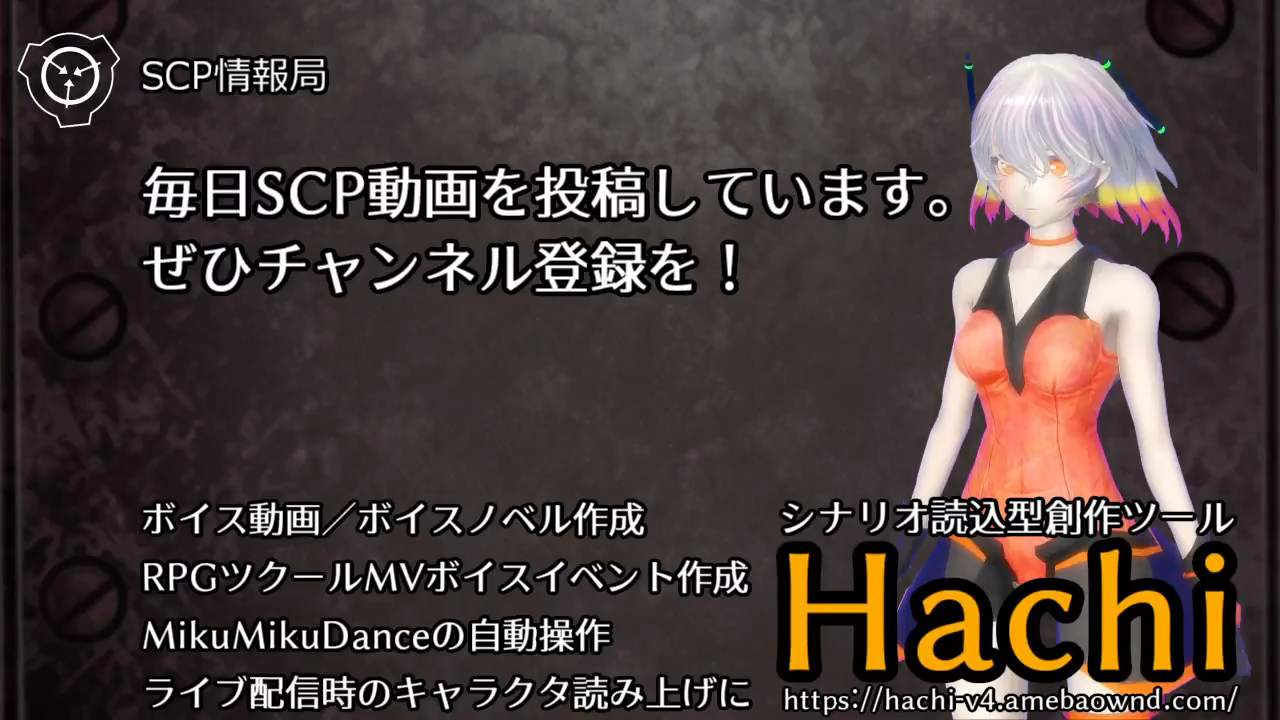 SCP情報局
毎日SCP動画を投稿しています。
ぜひチャンネル登録を！
ボイス動画／ボイスノベル作成
RPGツクールMVボイスイベント作成
MikuMikuDanceの自動操作
ライブ配信時のキャラクタ読み上げに
シナリオ読込型創作ツール
Hachi
https://hachi-v4.amebaownd.com/